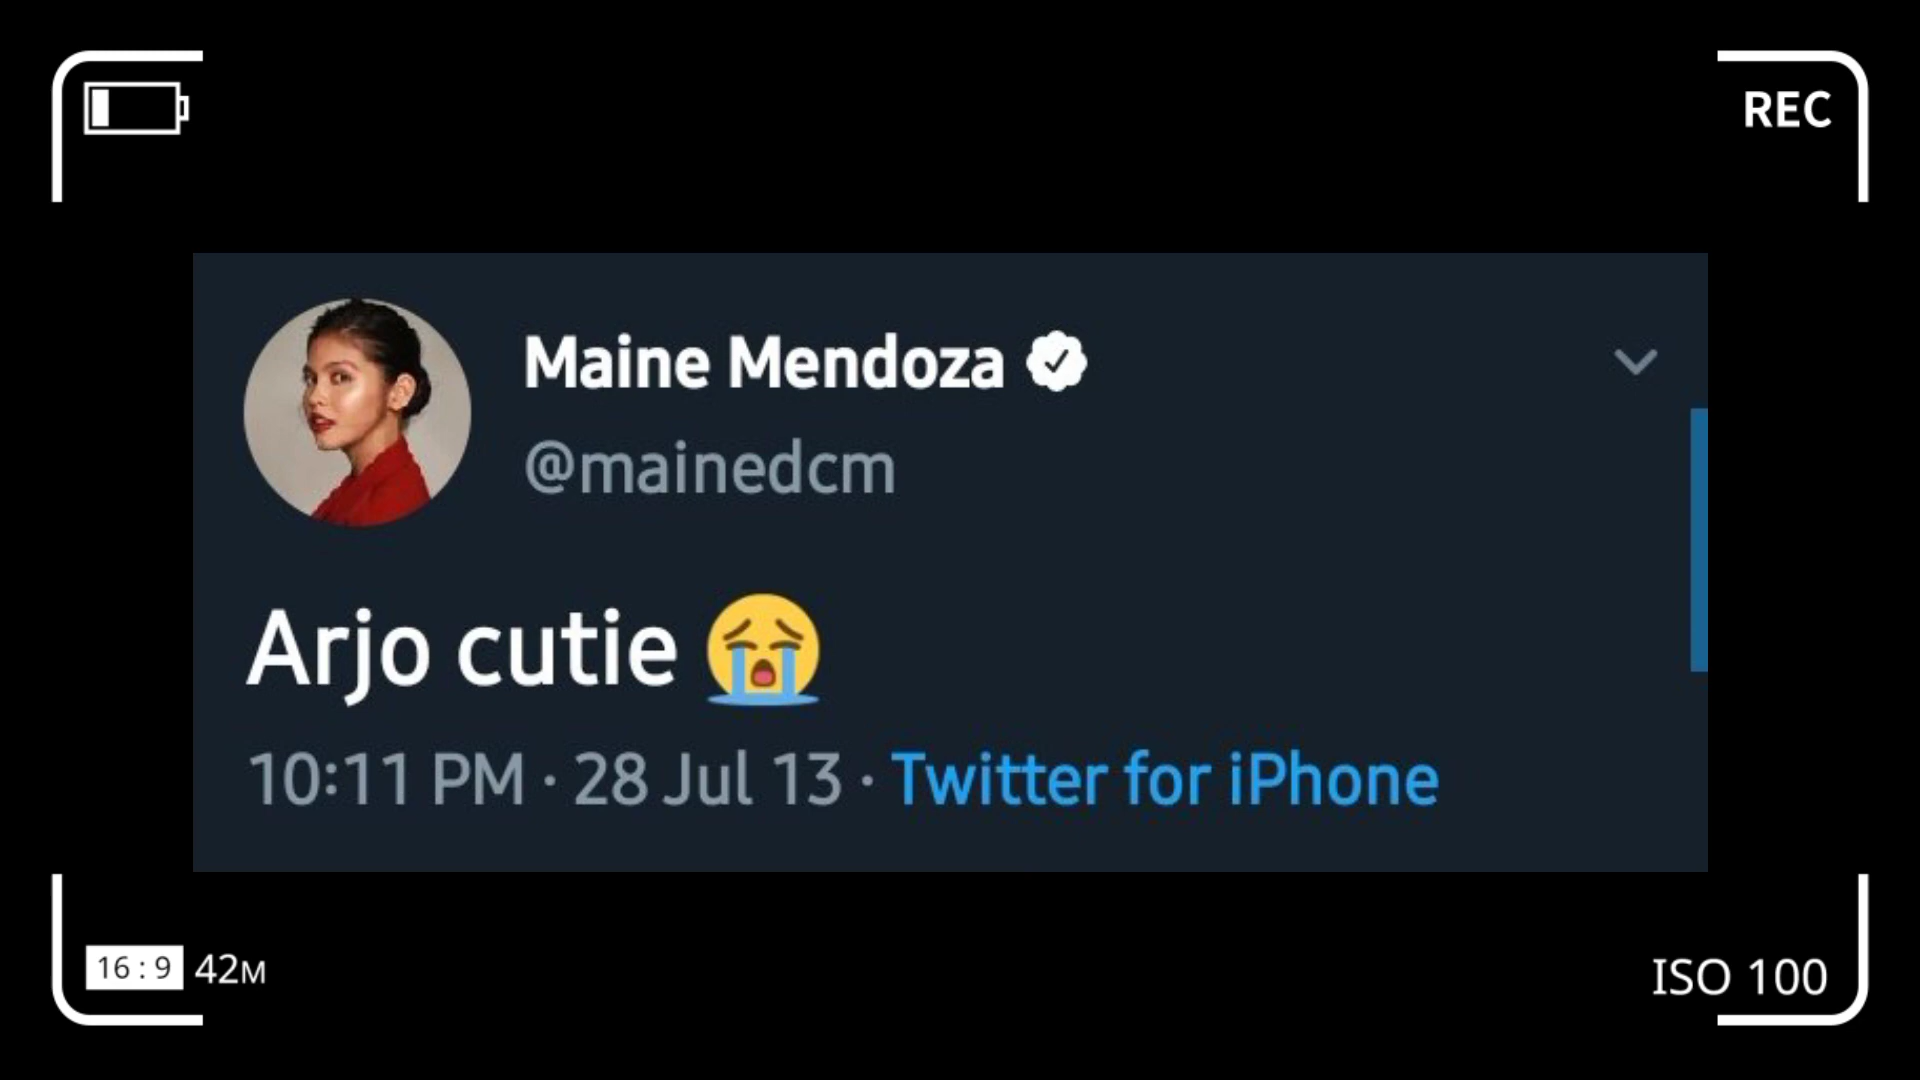 REC
Maine Mendoza
@mainedcm
Arjo cutie 😭
10:11 PM · 28 Jul 13 · Twitter for iPhone
16 : 9 42M
ISO 100